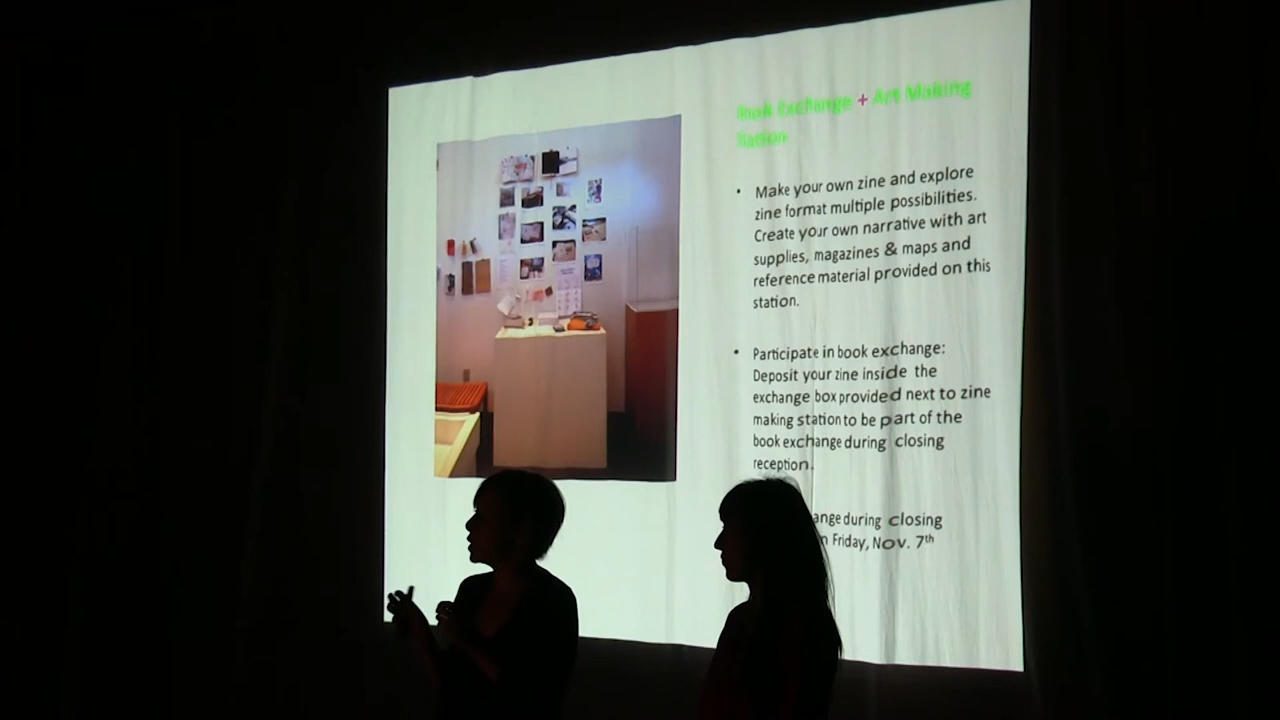 Book Exchange + Art Making
Station
• Make your own zine and explore
zine format multiple possibilities.
Create your own narrative with art
supplies, magazines & maps and
reference material provided on this
station.
• Participate in book exchange:
Deposit your zine inside the
exchange box provided next to zine
making station to be part of the
book exchange during closing
reception.
ange during closing
Friday, Nov. 7th